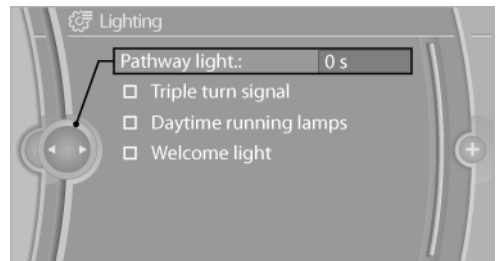 Lighting
Pathway light.: 0 s
Triple turn signal
Daytime running lamps
Welcome light